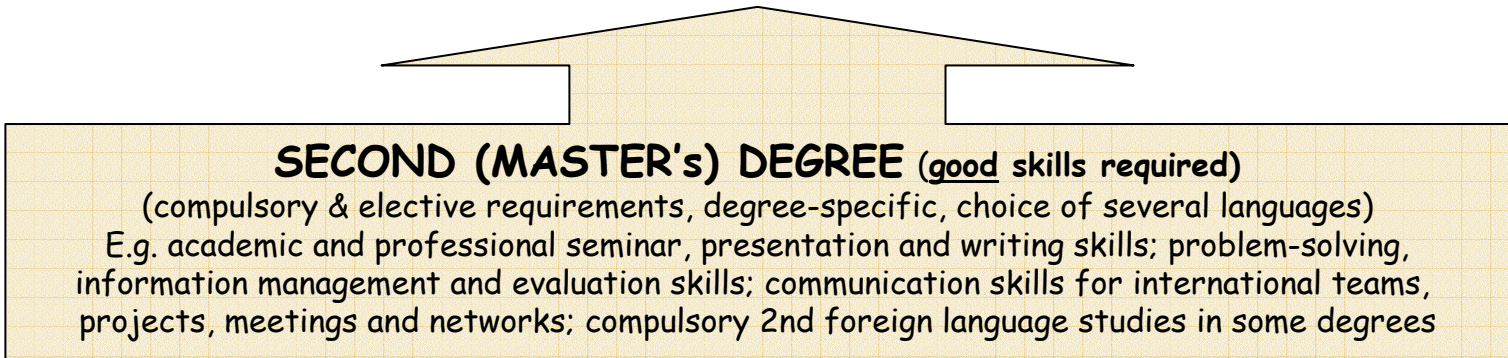 SECOND (MASTER's) DEGREE (good skills required)
(compulsory & elective requirements, degree-specific, choice of several languages)
E.g. academic and professional seminar, presentation and writing skills; problem-solving,
information management and evaluation skills; communication skills for international teams,
projects, meetings and networks; compulsory 2nd foreign language studies in some degrees